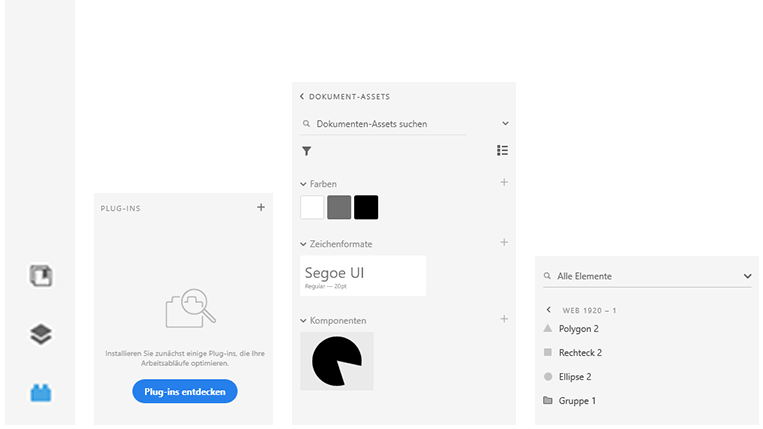 PLUG-INS
Installieren Sie zunächst einige Plug-ins, die Ihre
Arbeitsabläufe optimieren.
Plug-ins entdecken
DOKUMENT-ASSETS
Dokumenten-Assets suchen
Farben
Zeichenformate
Segoe UI
Regular — 20pt
Komponenten
Alle Elemente
WEB 1920 – 1
Polygon 2
Rechteck 2
Ellipse 2
Gruppe 1